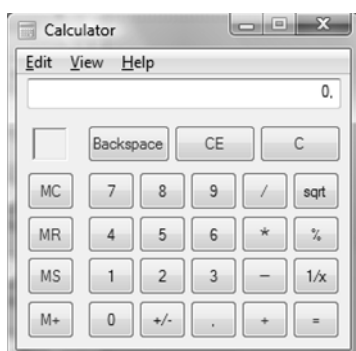 Calculator
Edit View Help
0,
Backspace CE C
MC 7 8 9 / sqrt
MR 4 5 6 * %
MS 1 2 3 - 1/x
M+ 0 +/- , + =